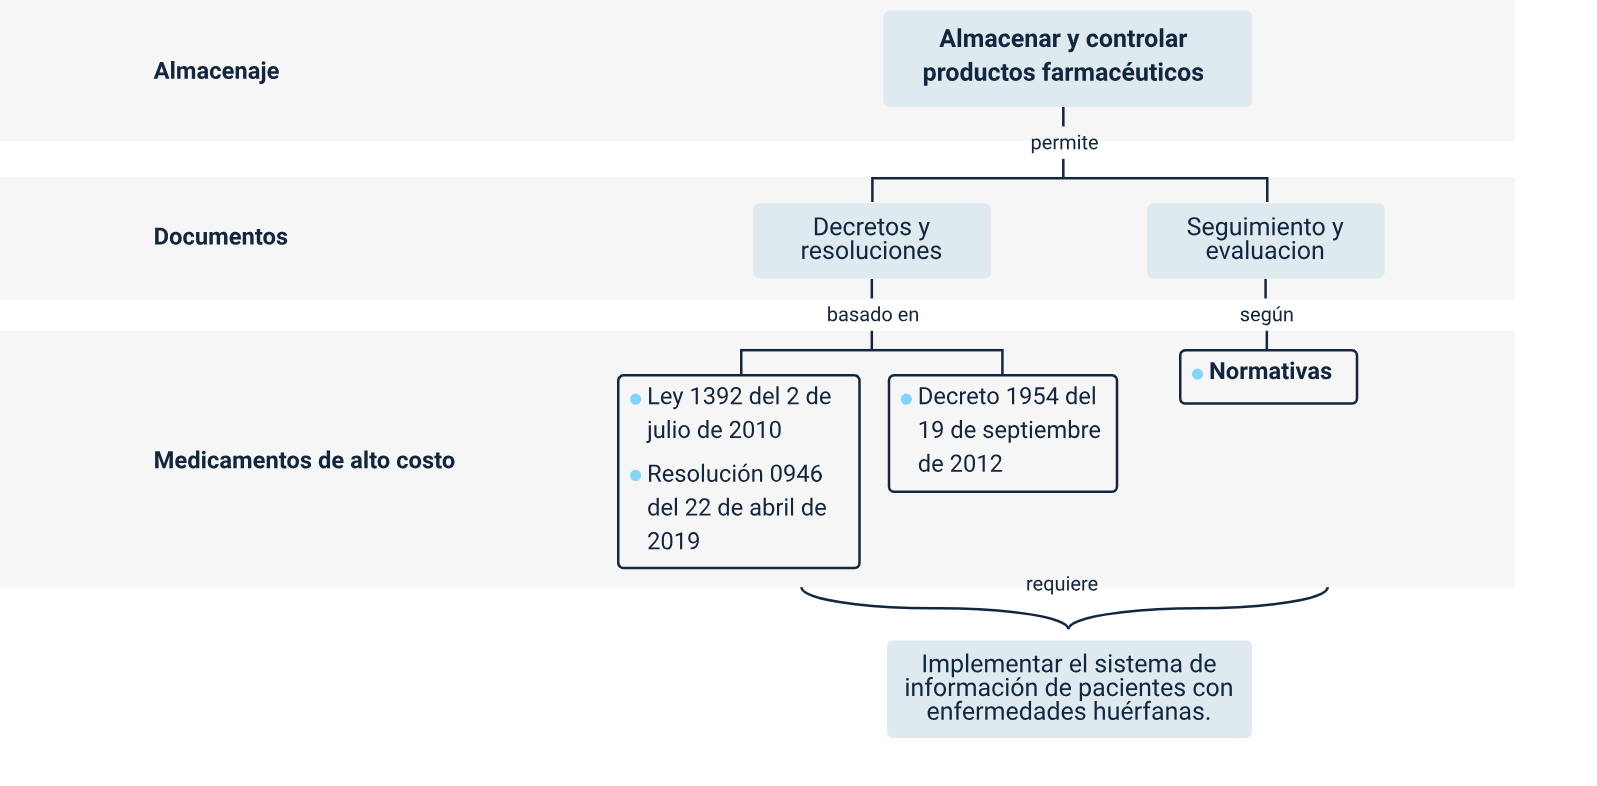 Almacenaje
Almacenar y controlar
productos farmacéuticos
permite
Documentos
Decretos y
resoluciones
Seguimiento y
evaluacion
basado en
según
Medicamentos de alto costo
Ley 1392 del 2 de
julio de 2010
Resolución 0946
del 22 de abril de
2019
Decreto 1954 del
19 de septiembre
de 2012
Normativas
requiere
Implementar el sistema de
información de pacientes con
enfermedades huérfanas.